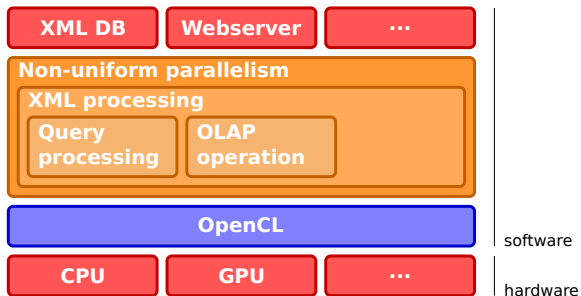 XML DB
Webserver
...
Non-uniform parallelism
XML processing
Query
processing
OLAP
operation
OpenCL
software
CPU
GPU
...
hardware